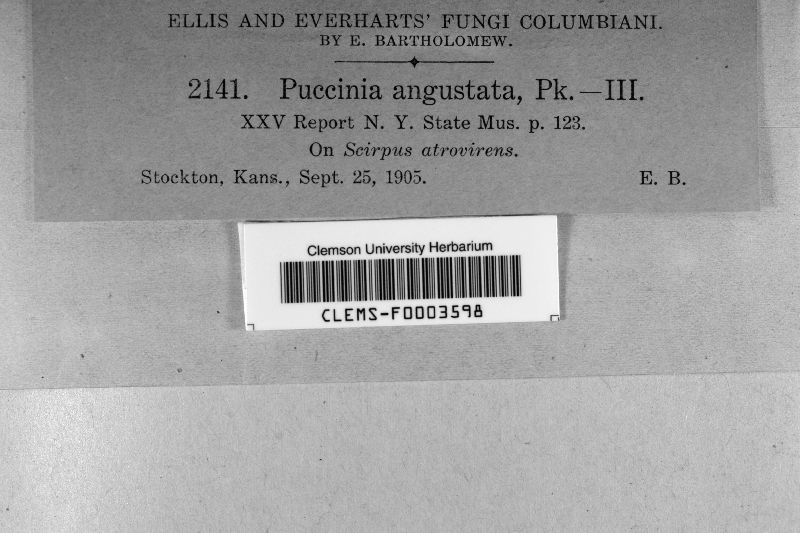 ELLIS AND EVERHARTS' FUNGI COLUMBIANI.
BY E. BARTHOLOMEW.
2141. Puccinia angustata, Pk.—III.
XXV Report N. Y. State Mus. p. 123.
On Scirpus atrovirens.
Stockton, Kans., Sept. 25, 1905. E. B.
Clemson University Herbarium
CLEMS-F0003598